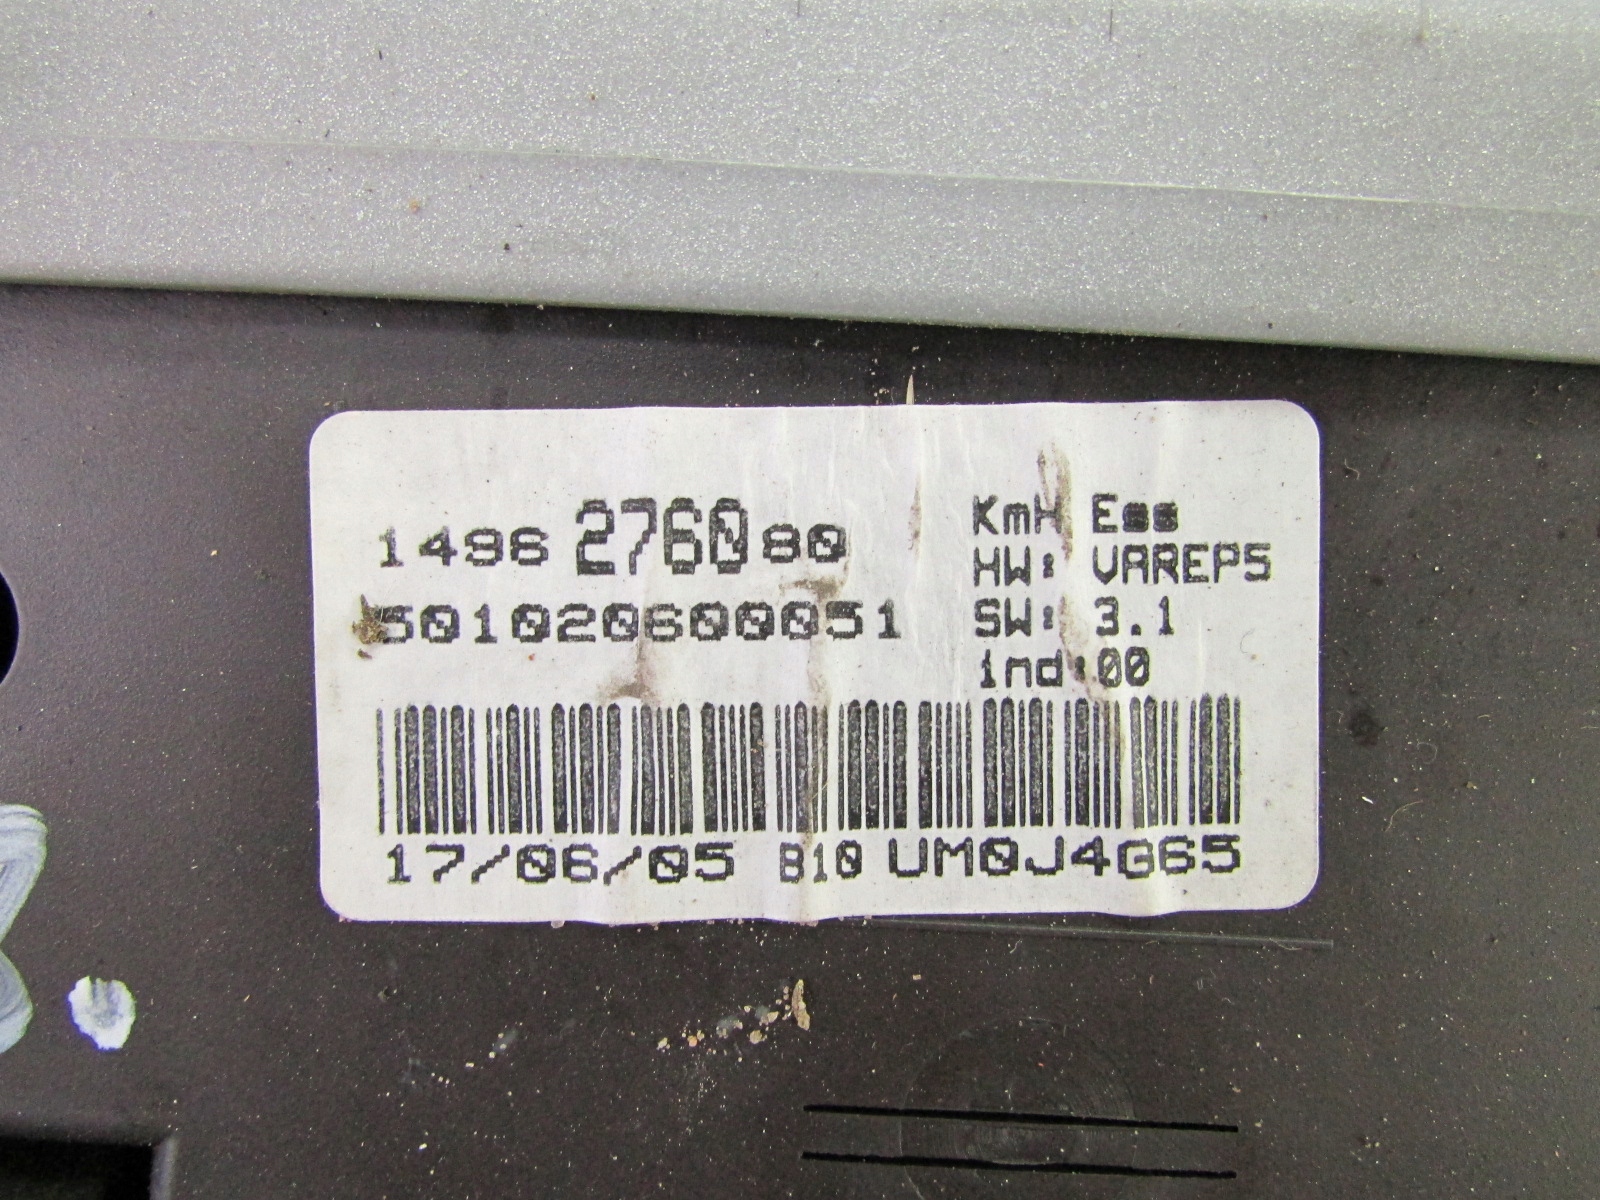 1496 2760 80
501020600051
KmH Ess
HW: VAREP5
SW: 3.1
ind:00
17/06/05 B10 UM0J4G65